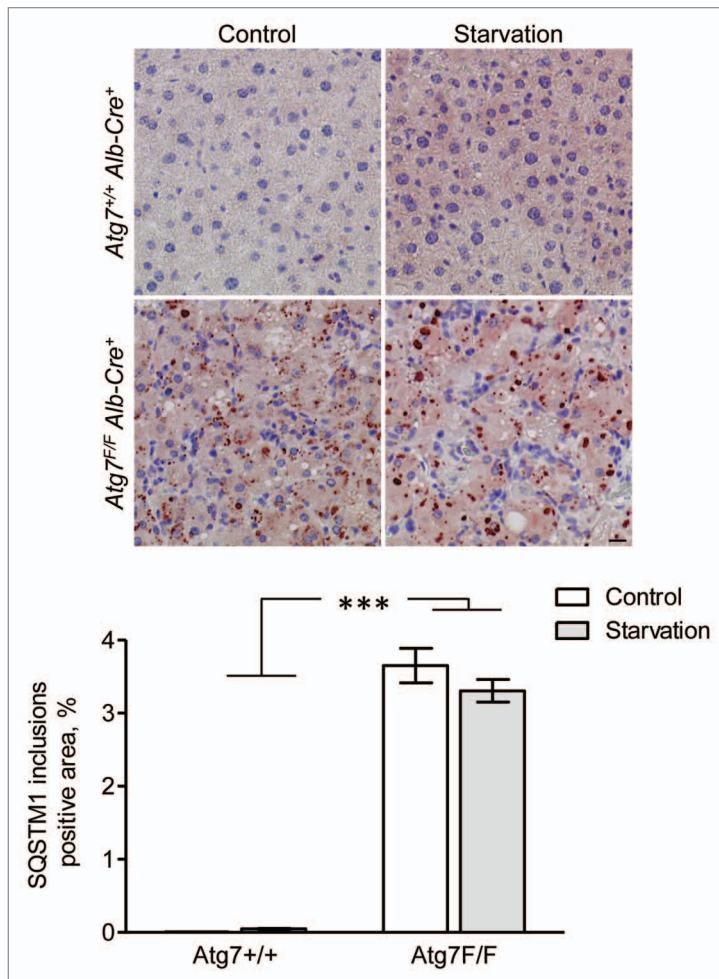 Control Starvation
Atg7+/+ Alb-Cre+
Atg7F/F Alb-Cre+
***
Control
Starvation
SQSTM1 inclusions
positive area, %
4
3
2
1
0
Atg7+/+ Atg7F/F